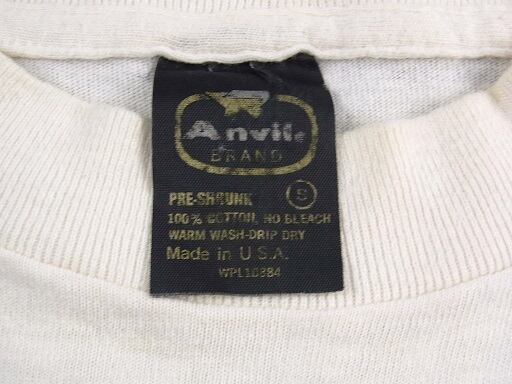 Anvil®
BRAND
PRE-SHRUNK S
100% COTTON, NO BLEACH
WARM WASH-DRIP DRY
Made in U.S.A.
WPL10884